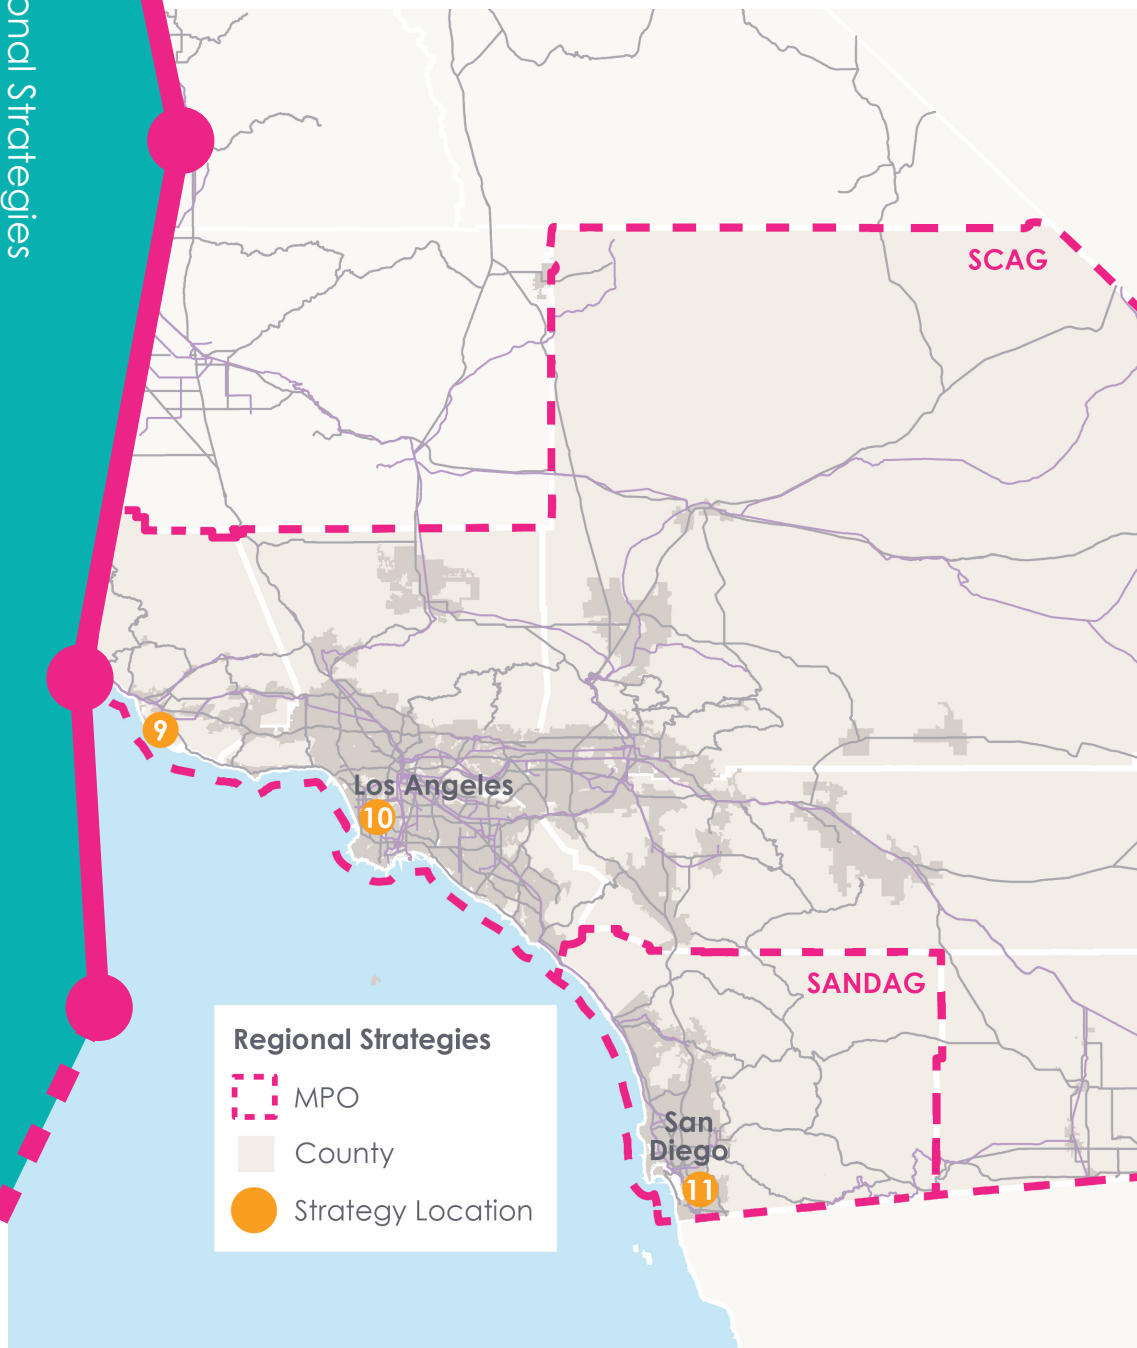 onal Strategies
SCAG
9
Los Angeles
10
SANDAG
Regional Strategies
MPO
County
Strategy Location
San
Diego
11